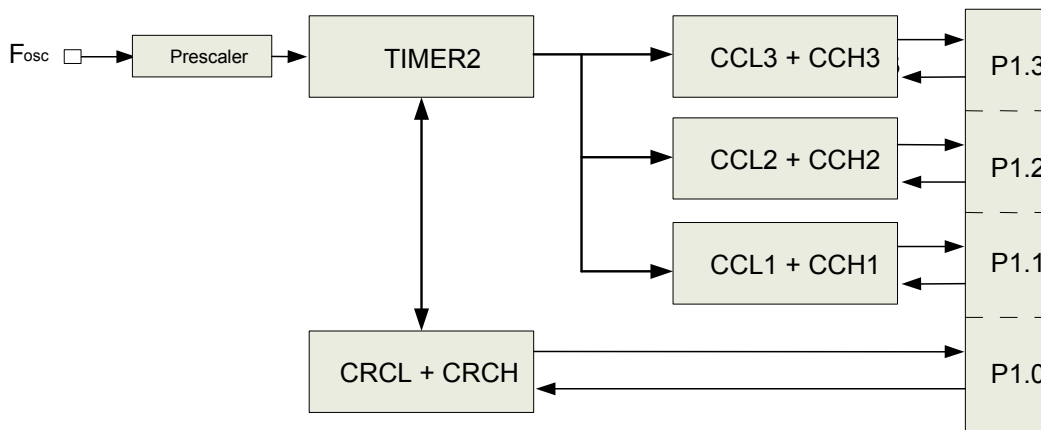 Fosc
Prescaler
TIMER2
CCL3 + CCH3
P1.3
CCL2 + CCH2
P1.2
CCL1 + CCH1
P1.1
CRCL + CRCH
P1.0